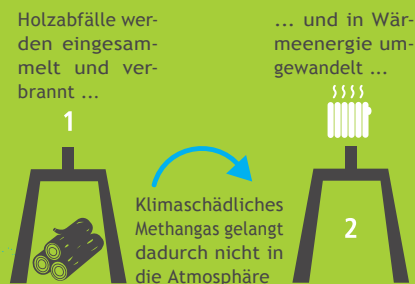 Holzabfälle wer-
den eingesam-
melt und ver-
brannt ...
1
... und in Wär-
meenergie um-
gewandelt ...
Klimaschädliches
Methangas gelangt
dadurch nicht in
die Atmosphäre
2